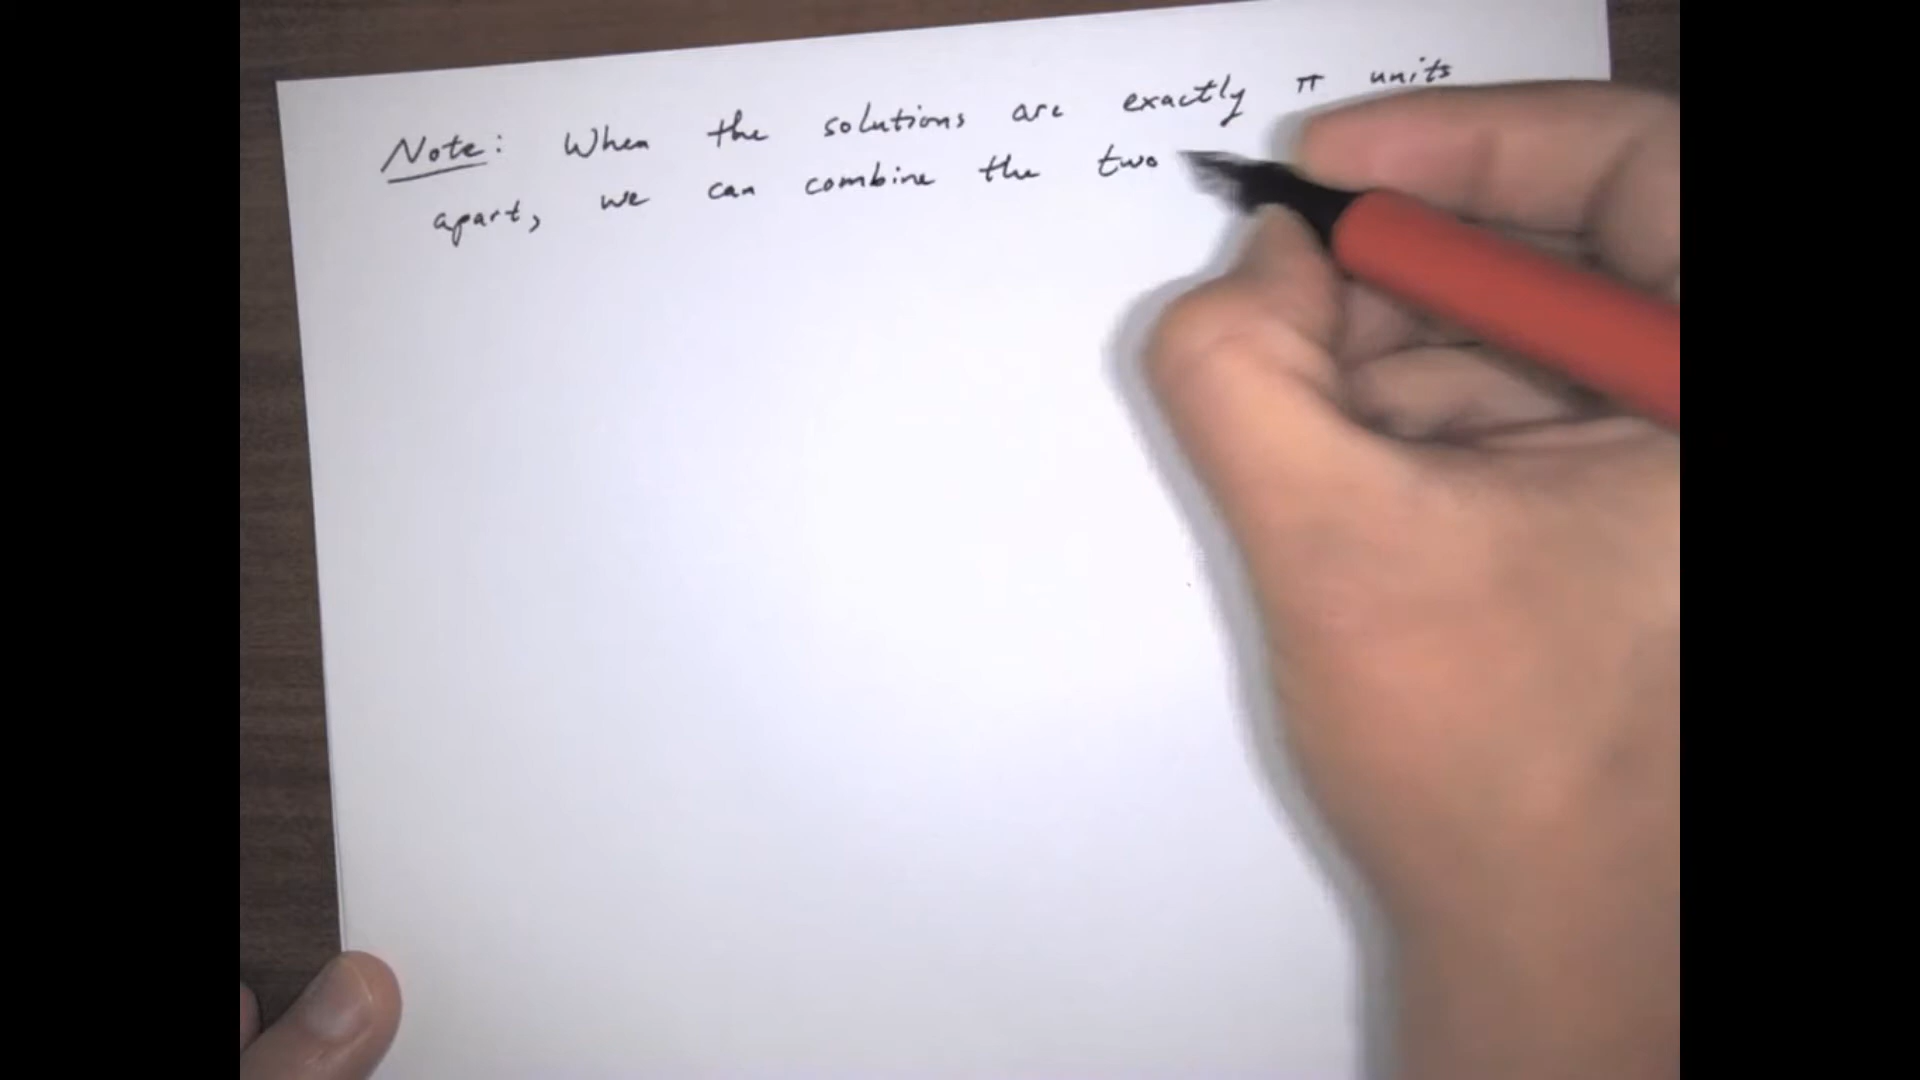 Note: When the solutions are exactly π units
apart, we can combine the two